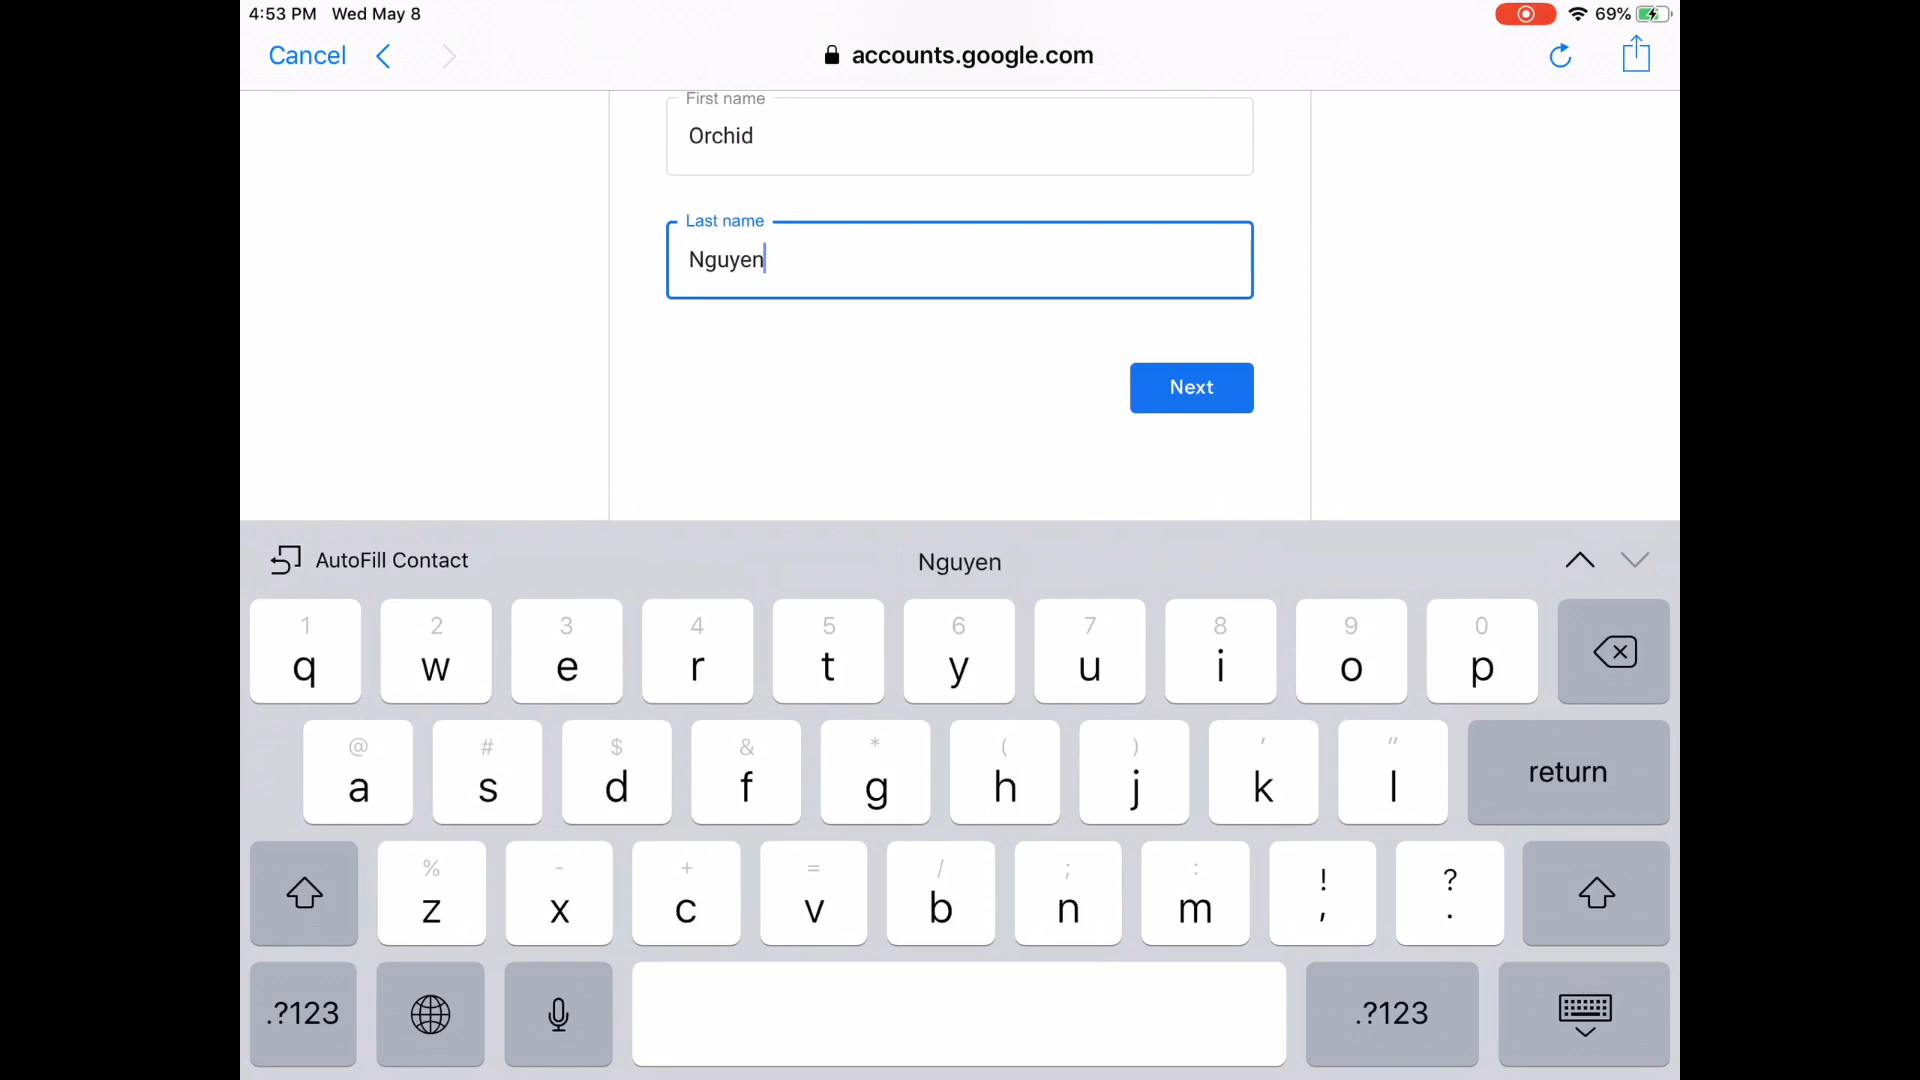 4:53 PM Wed May 8 69%
Cancel accounts.google.com
First name
Orchid
Last name
Nguyen
Next
AutoFill Contact Nguyen
1 2 3 4 5 6 7 8 9 0
q w e r t y u i o p
@ # $ & * ( ) ' "
a s d f g h j k l return
% - + = / ; : ! ?
z x c v b n m , .
.?123 .?123